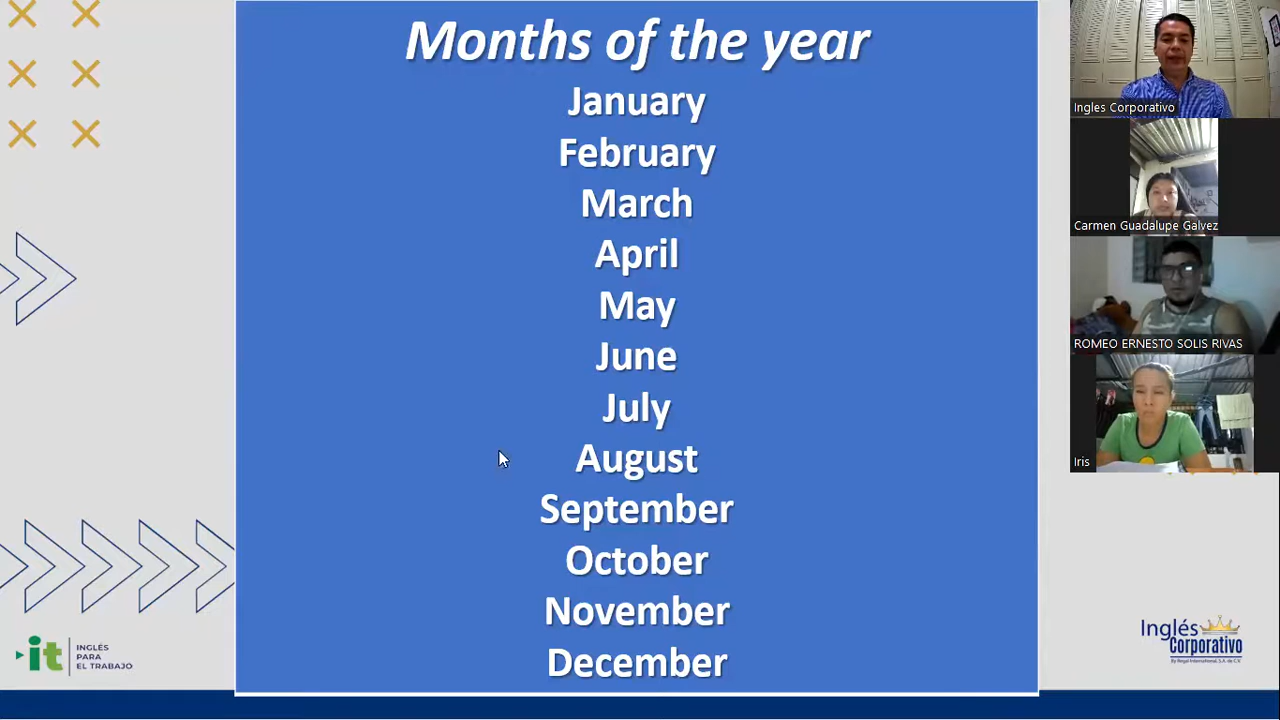 Months of the year
January
February
March
April
May
June
July
August
September
October
November
December
Ingles Corporativo
Carmen Guadalupe Galvez
ROMEO ERNESTO SOLIS RIVAS
Iris
it
INGLÉS
PARA
EL TRABAJO
Inglés
Corporativo